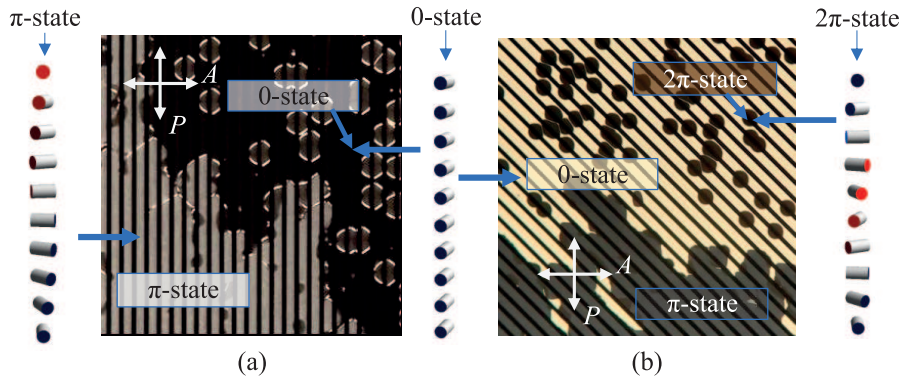 π-state
0-state
2π-state
A
P
0-state
π-state
2π-state
0-state
A
P
π-state
(a)
(b)